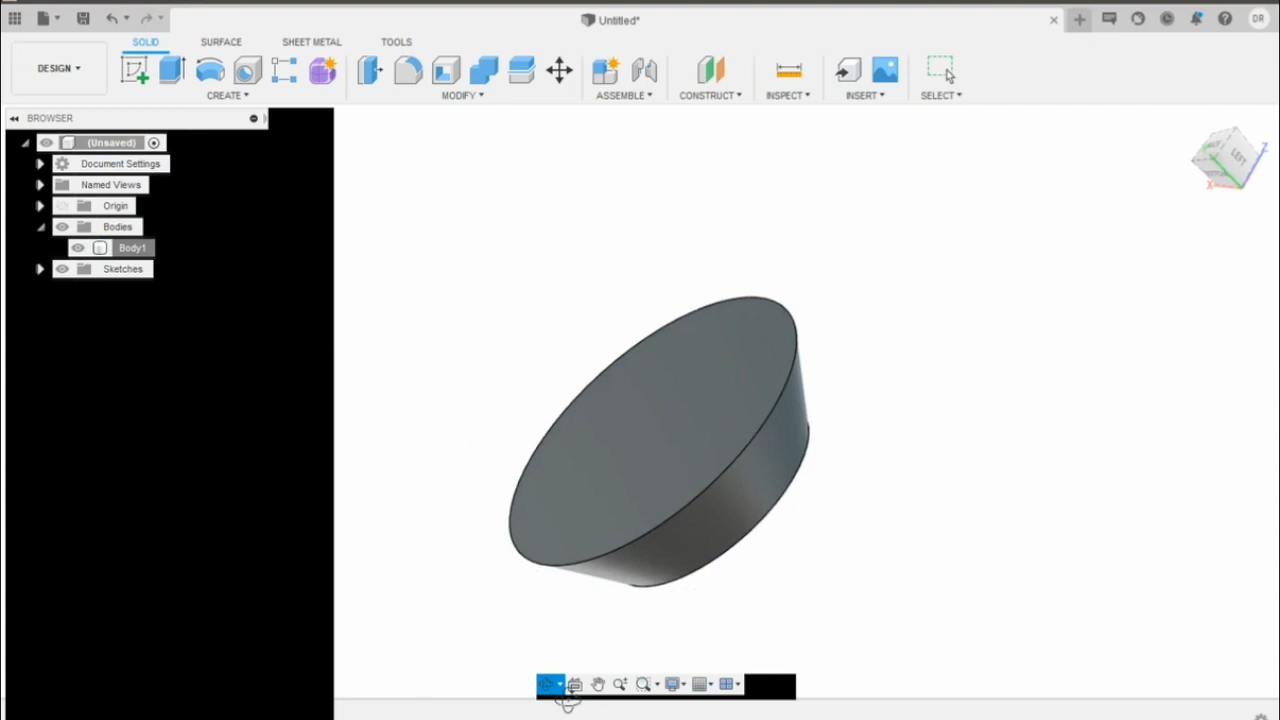 Untitled*
DR
SOLID
SURFACE
SHEET METAL
TOOLS
DESIGN
CREATE
MODIFY
ASSEMBLE
CONSTRUCT
INSPECT
INSERT
SELECT
BROWSER
(Unsaved)
Document Settings
Named Views
Origin
Bodies
Body1
Sketches
LEFT
Z
X